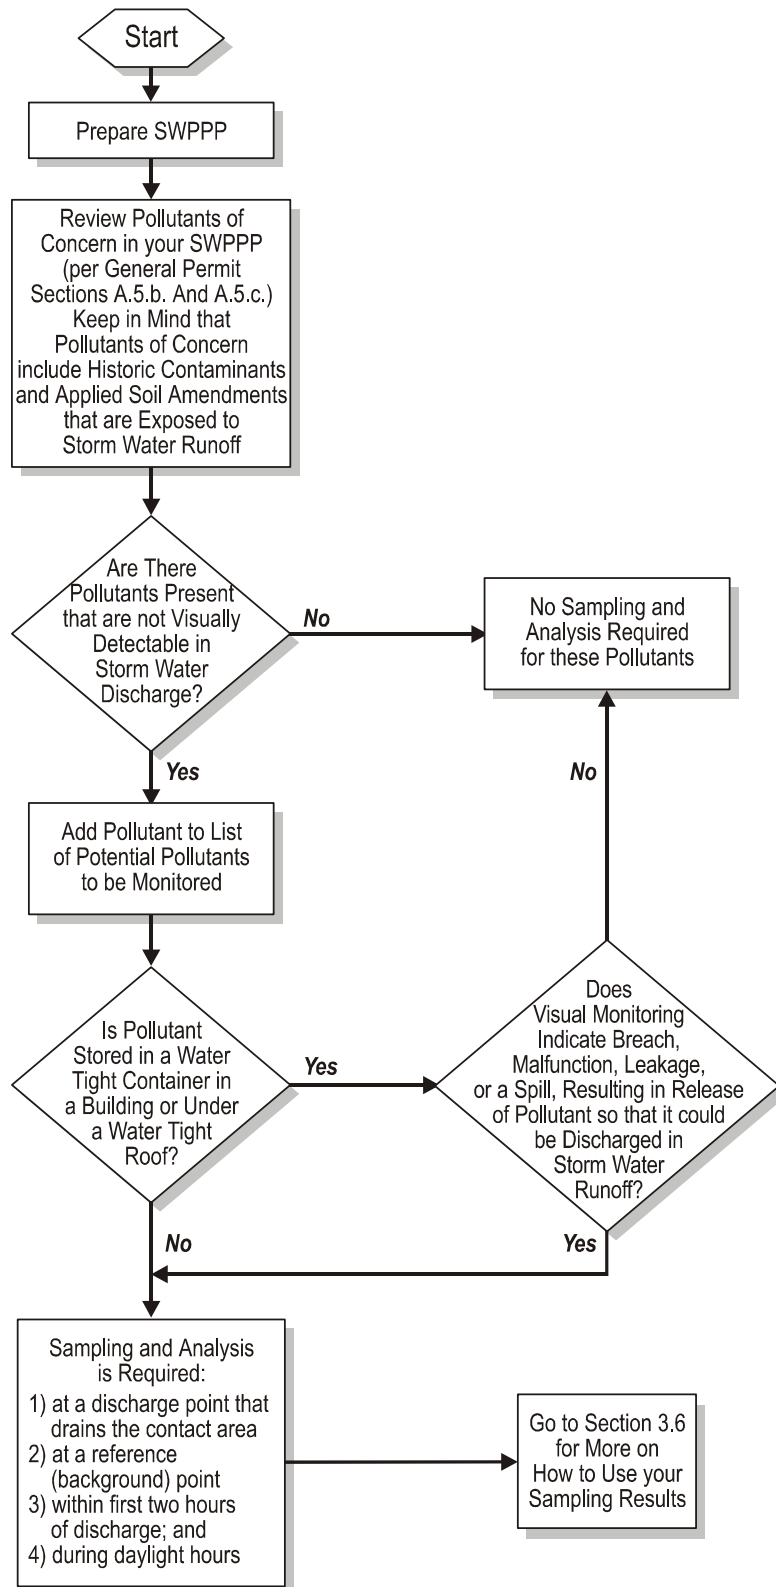 Start
Prepare SWPPP
Review Pollutants of
Concern in your SWPPP
(per General Permit
Sections A.5.b. And A.5.c.)
Keep in Mind that
Pollutants of Concern
include Historic Contaminants
and Applied Soil Amendments
that are Exposed to
Storm Water Runoff
Are There
Pollutants Present
that are not Visually
Detectable in
Storm Water
Discharge?
No
No Sampling and
Analysis Required
for these Pollutants
Yes
No
Add Pollutant to List
of Potential Pollutants
to be Monitored
Is Pollutant
Stored in a Water
Tight Container in
a Building or Under
a Water Tight
Roof?
Yes
Does
Visual Monitoring
Indicate Breach,
Malfunction, Leakage,
or a Spill, Resulting in Release
of Pollutant so that it could
be Discharged in
Storm Water
Runoff?
No
Yes
Sampling and Analysis
is Required:
1) at a discharge point that
drains the contact area
2) at a reference
(background) point
3) within first two hours
of discharge; and
4) during daylight hours
Go to Section 3.6
for More on
How to Use your
Sampling Results